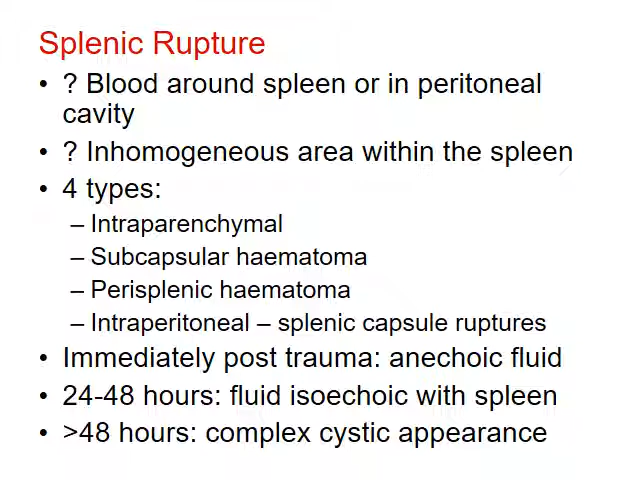 Splenic Rupture
• ? Blood around spleen or in peritoneal
cavity
• ? Inhomogeneous area within the spleen
• 4 types:
– Intraparenchymal
– Subcapsular haematoma
– Perisplenic haematoma
– Intraperitoneal – splenic capsule ruptures
• Immediately post trauma: anechoic fluid
• 24-48 hours: fluid isoechoic with spleen
• >48 hours: complex cystic appearance